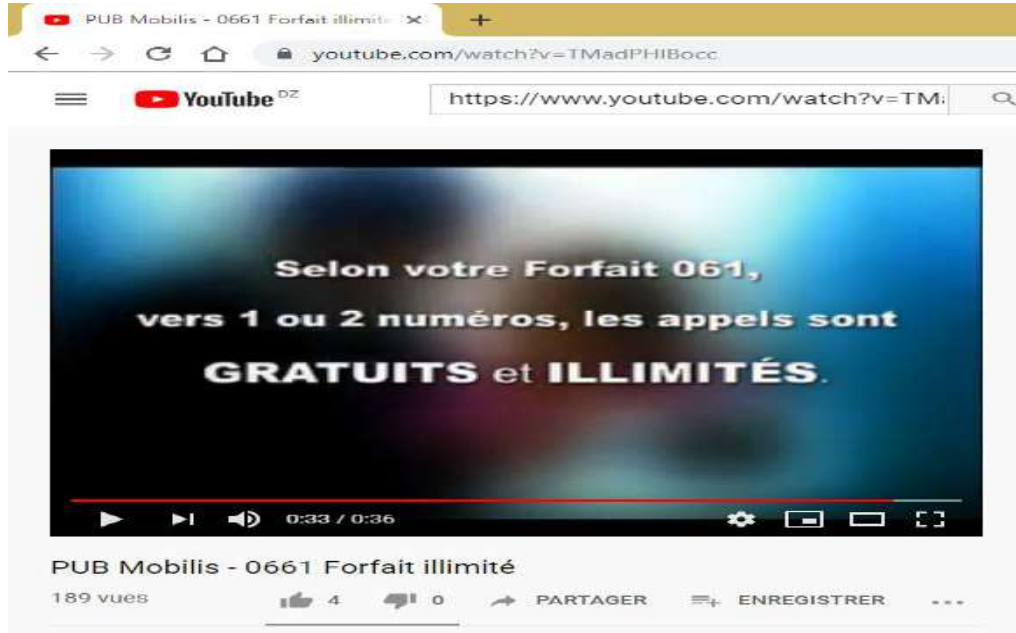 PUB Mobilis - 0661 Forfait illimit
youtube.com/watch?v=TMadPHIBocc
YouTube DZ
https://www.youtube.com/watch?v=TM
Selon votre Forfait 061,
vers 1 ou 2 numéros, les appels sont
GRATUITS et ILLIMITÉS.
0:33 / 0:36
PUB Mobilis - 0661 Forfait illimité
189 vues 4 0 PARTAGER ENREGISTRER